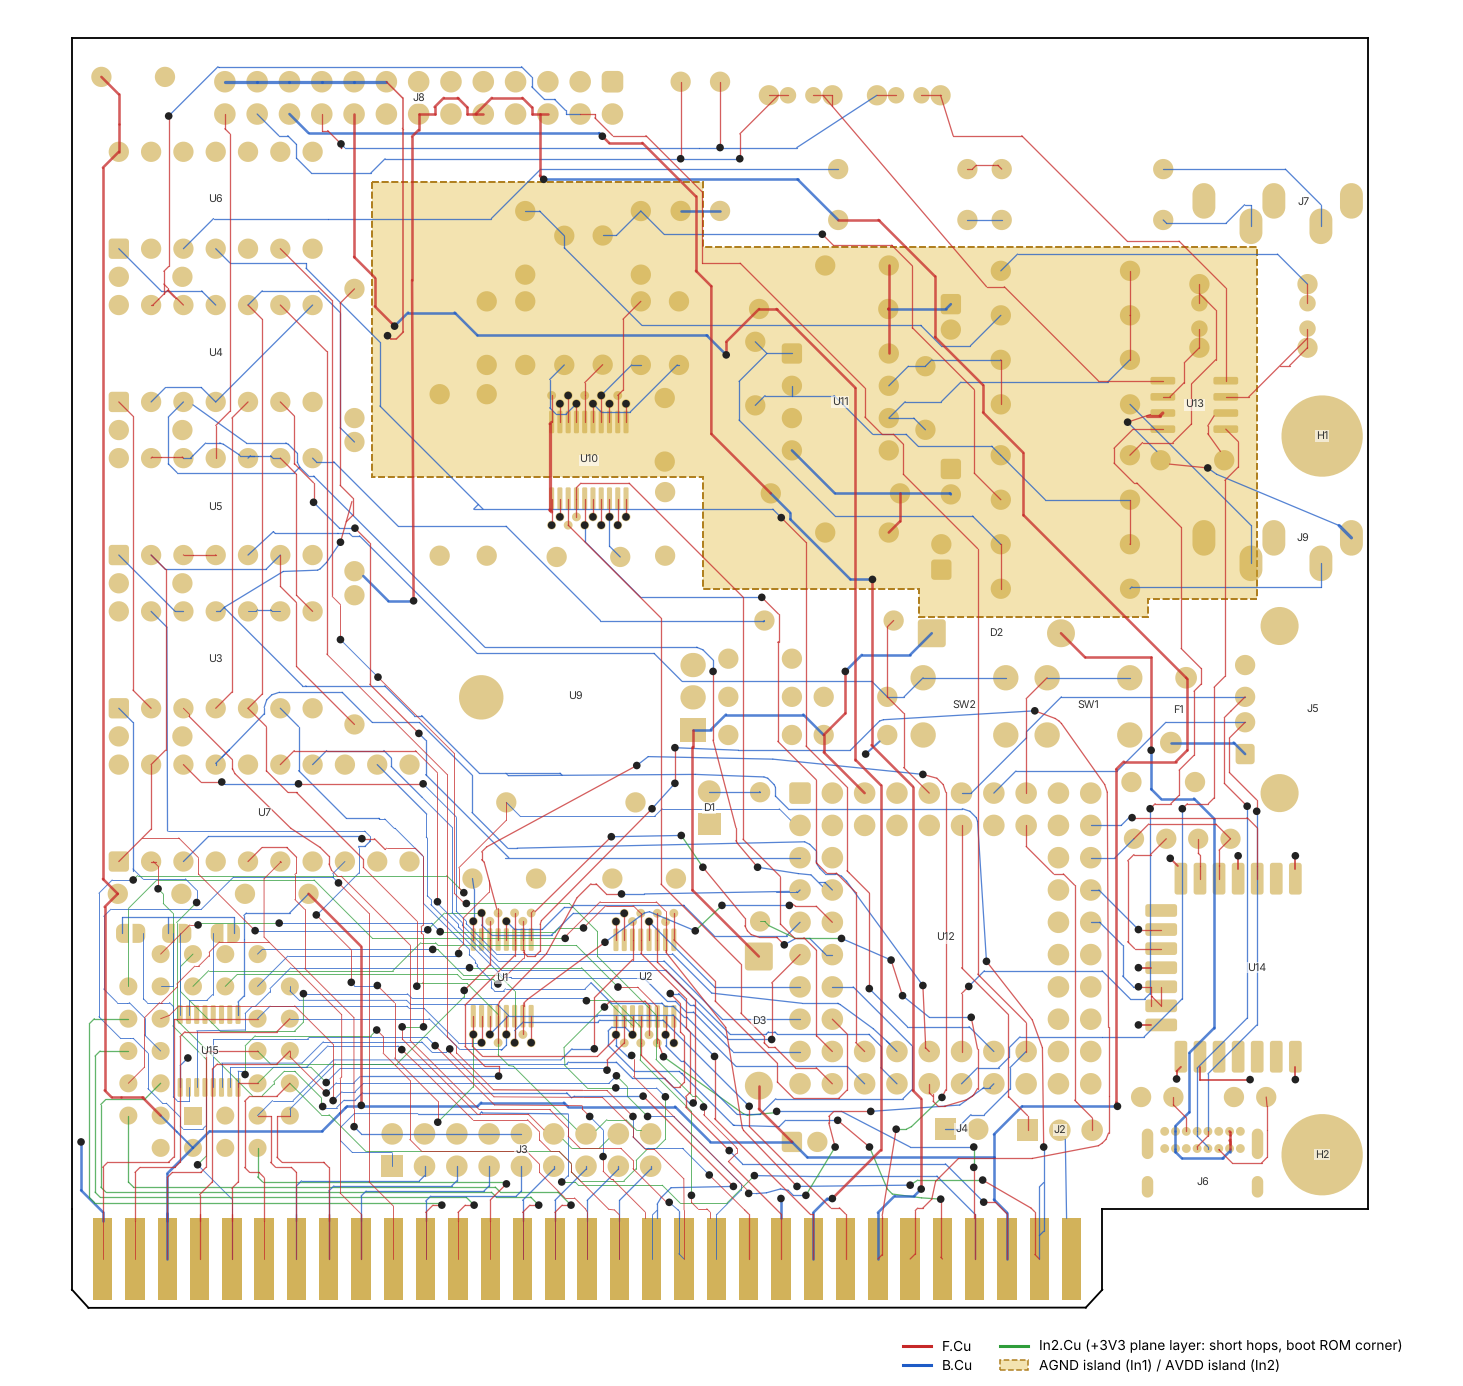 J8
U6
J7
U4
U11
U13
H1
U10
U5
J9
D2
U3
U9
SW2
SW1
F1
J5
D1
U7
U12
U1
U2
U14
D3
U15
J4
J2
J3
H2
J6
F.Cu
In2.Cu (+3V3 plane layer: short hops, boot ROM corner)
B.Cu
AGND island (In1) / AVDD island (In2)